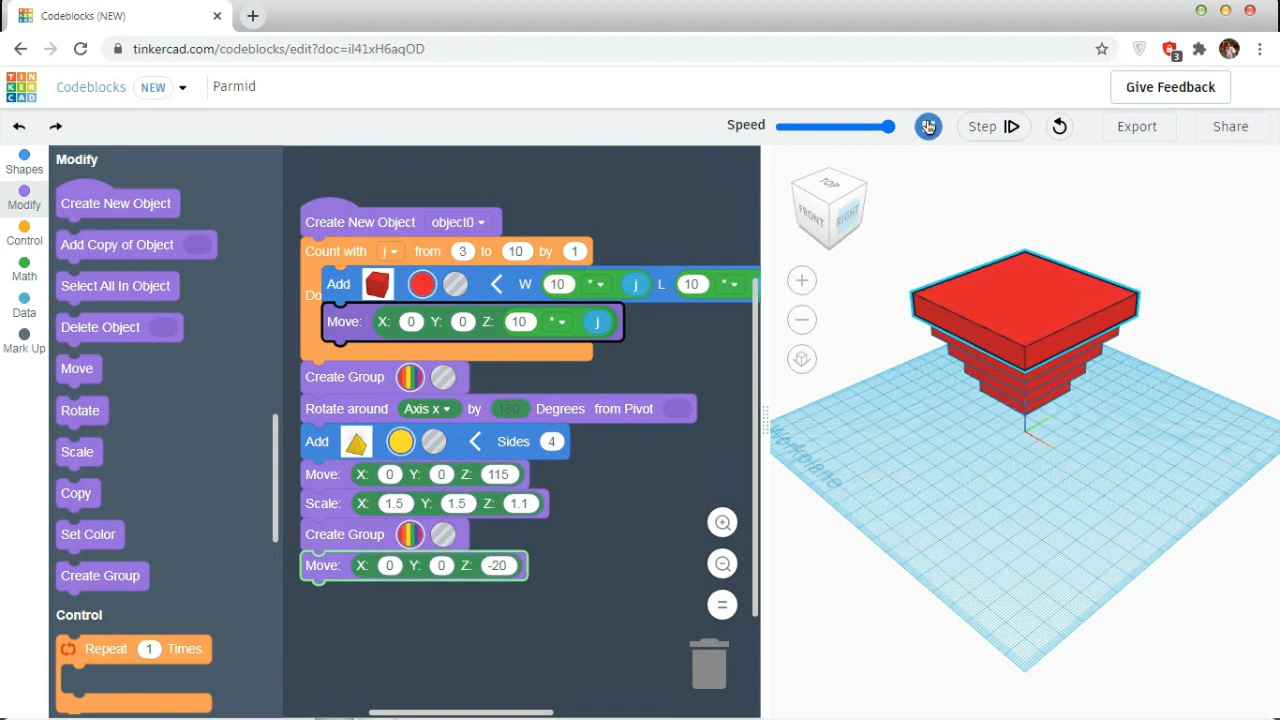 Codeblocks (NEW)
tinkercad.com/codeblocks/edit?doc=il41xH6aqOD
3
TIN
KER
CAD
Codeblocks NEW
Parmid
Give Feedback
Speed
Step
Export
Share
Shapes
Modify
Control
Math
Data
Mark Up
Modify
Create New Object
Add Copy of Object
Select All In Object
Delete Object
Move
Rotate
Scale
Copy
Set Color
Create Group
Control
Repeat 1 Times
Create New Object object0
Count with j from 3 to 10 by 1
Do
Add W 10 * j L 10 *
Move: X: 0 Y: 0 Z: 10 * j
Create Group
Rotate around Axis x by 180 Degrees from Pivot
Add Sides 4
Move: X: 0 Y: 0 Z: 115
Scale: X: 1.5 Y: 1.5 Z: 1.1
Create Group
Move: X: 0 Y: 0 Z: -20
TOP
FRONT
RIGHT
Workplane